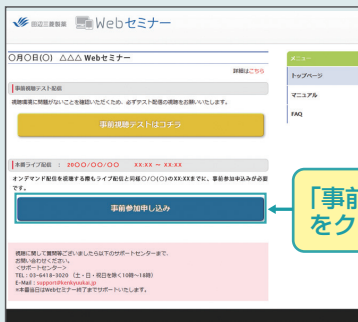 田辺三菱製薬 Webセミナー
〇月〇日(〇) △△△ Webセミナー
詳細はこちら
事前視聴テスト配信
視聴環境に問題がないことを確認いただくため、必ずテスト配信の視聴をお願いいたします。
事前視聴テストはコチラ
本番ライブ配信 : 20〇〇/〇〇/〇〇 XX:XX ～ XX:XX
オンデマンド配信を視聴する際もライブ配信と同様〇/〇(〇)のXX:XXまでに、事前参加申込みが必要
です。
事前参加申し込み
視聴に関して質問等ございましたら以下のサポートセンターまで、
お問い合わせください。
＜サポートセンター＞
TEL : 03-6418-3020 （土・日・祝日を除く10時～18時）
E-Mail : support@kenkyuukai.jp
※本番当日はWebセミナー終了までサポートいたします。
メニュー
トップページ
マニュアル
FAQ
「事前
をク